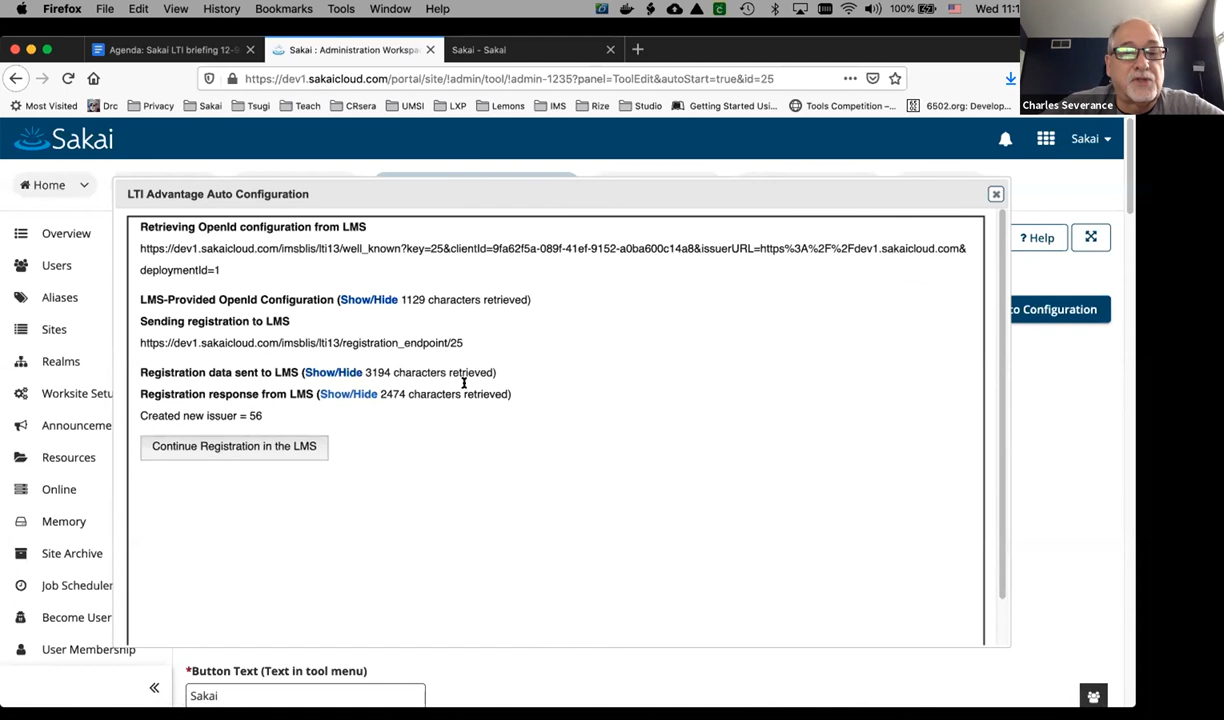 Firefox File Edit View History Bookmarks Tools Window Help 100% Wed 11:1
Agenda: Sakai LTI briefing 12-
Sakai : Administration Workspa
Sakai - Sakai
https://dev1.sakaicloud.com/portal/site/!admin/tool/!admin-1235?panel=ToolEdit&autoStart=true&id=25
Most Visited Drc Privacy Sakai Tsugi Teach CRsera UMSI LXP Lemons IMS Rize Studio Getting Started Usi... Tools Competition –... 6502.org: Develop...
Charles Severance
Sakai
Sakai
Home
LTI Advantage Auto Configuration
Retrieving OpenId configuration from LMS
https://dev1.sakaicloud.com/imsblis/lti13/well_known?key=25&clientId=9fa62f5a-089f-41ef-9152-a0ba600c14a8&issuerURL=https%3A%2F%2Fdev1.sakaicloud.com&
deploymentId=1
LMS-Provided OpenId Configuration (Show/Hide 1129 characters retrieved)
Sending registration to LMS
https://dev1.sakaicloud.com/imsblis/lti13/registration_endpoint/25
Registration data sent to LMS (Show/Hide 3194 characters retrieved)
Registration response from LMS (Show/Hide 2474 characters retrieved)
Created new issuer = 56
Continue Registration in the LMS
Overview
Users
Aliases
Sites
Realms
Worksite Setu
Announceme
Resources
Online
Memory
Site Archive
Job Scheduler
Become User
User Membership
? Help
to Configuration
*Button Text (Text in tool menu)
Sakai